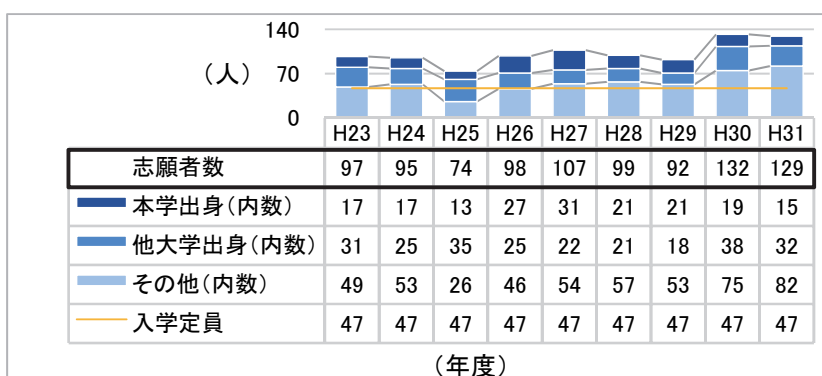 140
(人) 70
0
H23 H24 H25 H26 H27 H28 H29 H30 H31
志願者数 97 95 74 98 107 99 92 132 129
本学出身(内数) 17 17 13 27 31 21 21 19 15
他大学出身(内数) 31 25 35 25 22 21 18 38 32
その他(内数) 49 53 26 46 54 57 53 75 82
入学定員 47 47 47 47 47 47 47 47 47
(年度)